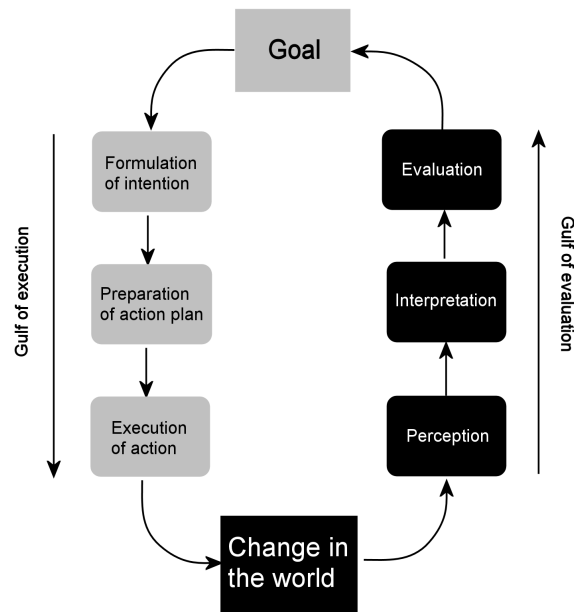 Goal
Formulation
of intention
Preparation
of action plan
Execution
of action
Gulf of execution
Change in
the world
Perception
Interpretation
Evaluation
Gulf of evaluation